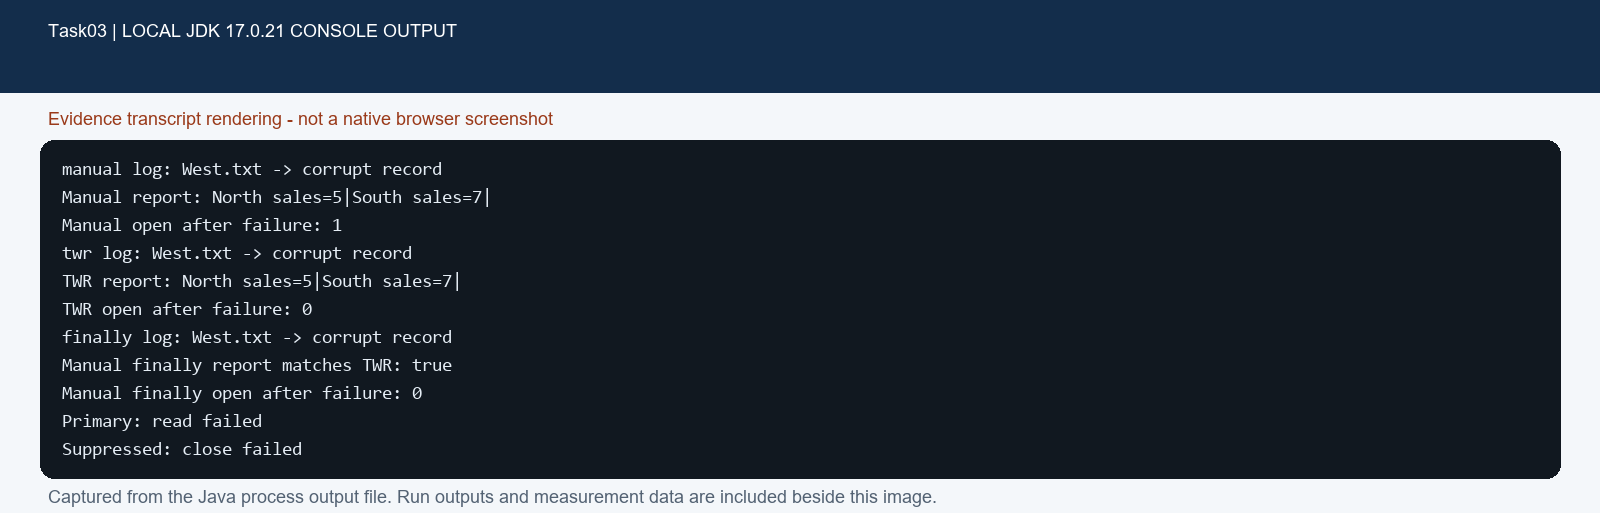 Task03 | LOCAL JDK 17.0.21 CONSOLE OUTPUT
Evidence transcript rendering - not a native browser screenshot
manual log: West.txt -> corrupt record
Manual report: North sales=5|South sales=7|
Manual open after failure: 1
twr log: West.txt -> corrupt record
TWR report: North sales=5|South sales=7|
TWR open after failure: 0
finally log: West.txt -> corrupt record
Manual finally report matches TWR: true
Manual finally open after failure: 0
Primary: read failed
Suppressed: close failed
Captured from the Java process output file. Run outputs and measurement data are included beside this image.